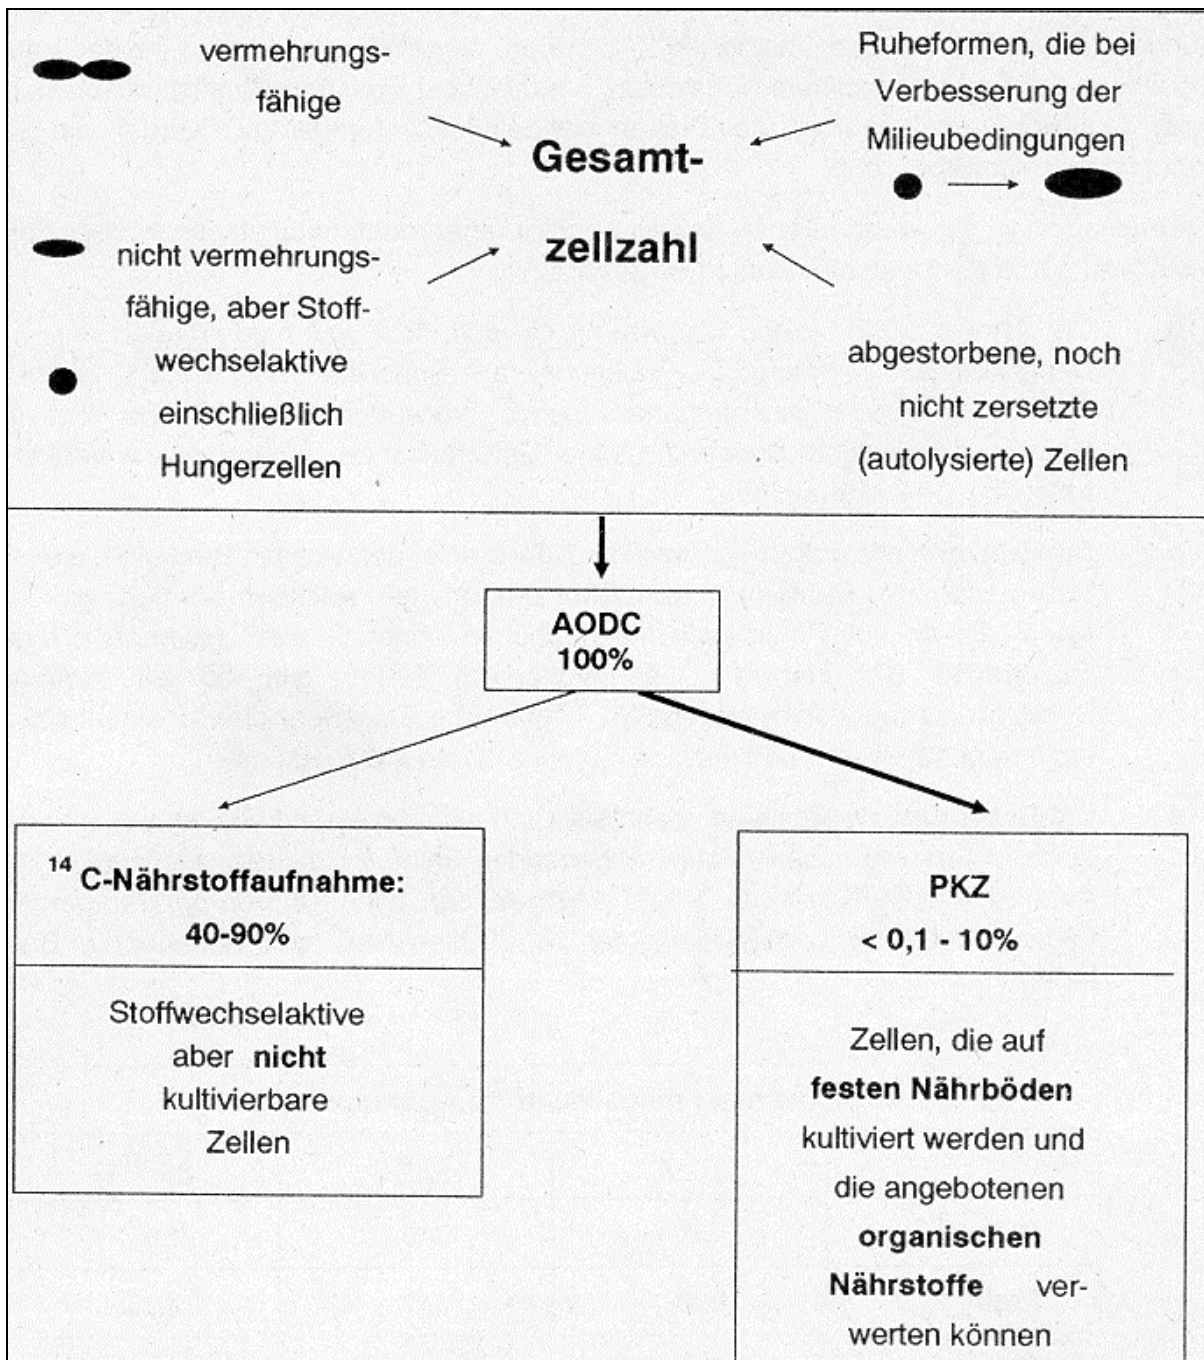 vermehrungs-
fähige
Ruheformen, die bei
Verbesserung der
Milieubedingungen
Gesamt-
zellzahl
nicht vermehrungs-
fähige, aber Stoff-
wechselaktive
einschließlich
Hungerzellen
abgestorbene, noch
nicht zersetzte
(autolysierte) Zellen
AODC
100%
14 C-Nährstoffaufnahme:
40-90%
Stoffwechselaktive
aber nicht
kultivierbare
Zellen
PKZ
< 0,1 - 10%
Zellen, die auf
festen Nährböden
kultiviert werden und
die angebotenen
organischen
Nährstoffe ver-
werten können